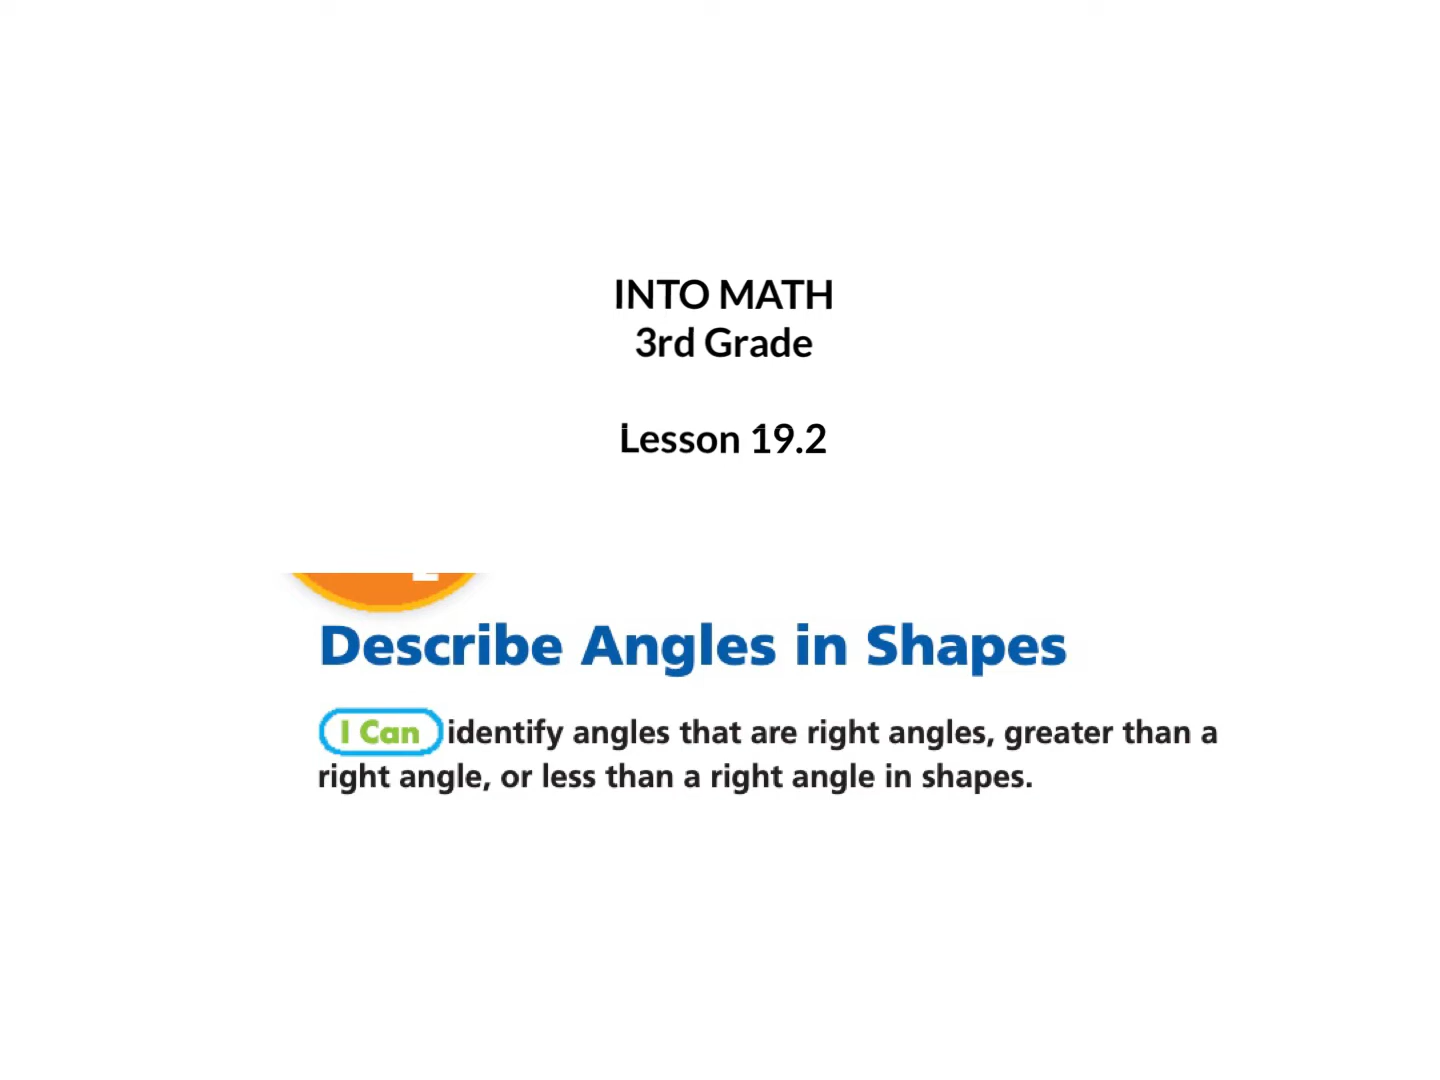 INTO MATH
3rd Grade
Lesson 19.2
Describe Angles in Shapes
I Can identify angles that are right angles, greater than a
right angle, or less than a right angle in shapes.